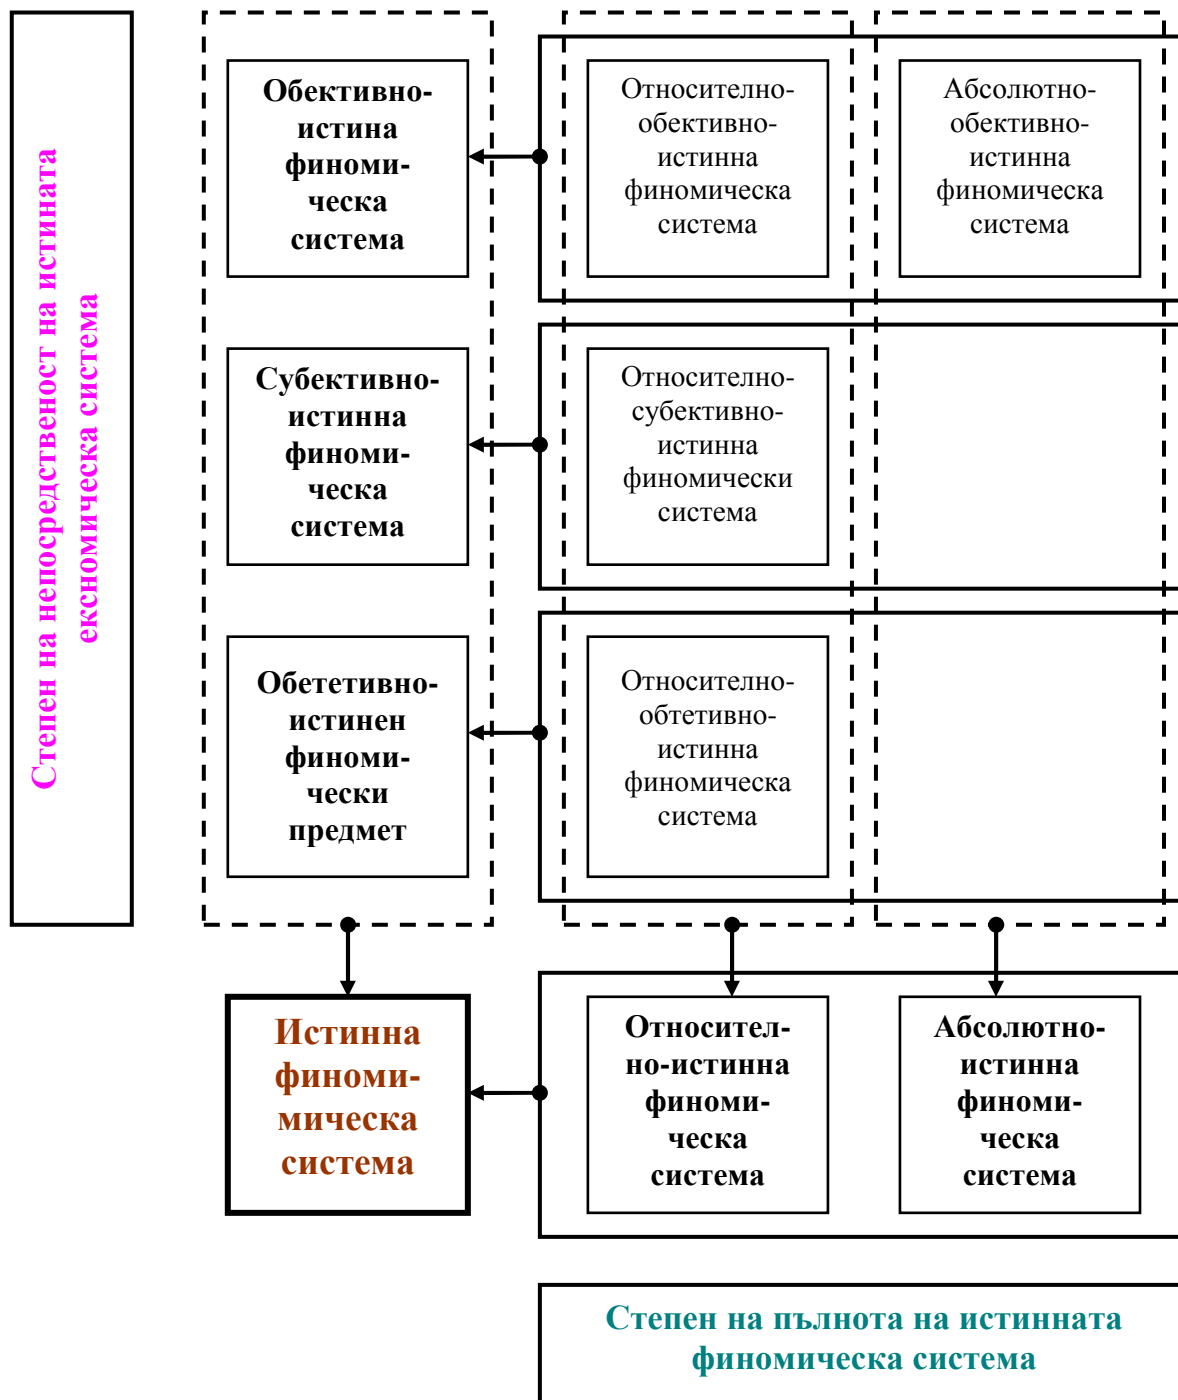 Степен на непосредственост на истината
ексномическа система
Обективно-
истина
финоми-
ческа
система
Относително-
обективно-
истинна
финомическа
система
Абсолютно-
обективно-
истинна
финомическа
система
Субективно-
истинна
финоми-
ческа
система
Относително-
субективно-
истинна
финомически
система
Обететивно-
истинен
финоми-
чески
предмет
Относително-
обтетивно-
истинна
финомическа
система
Истинна
финоми-
мическа
система
Относител-
но-истинна
финоми-
ческа
система
Абсолютно-
истинна
финоми-
ческа
система
Степен на пълнота на истинната
финомическа система